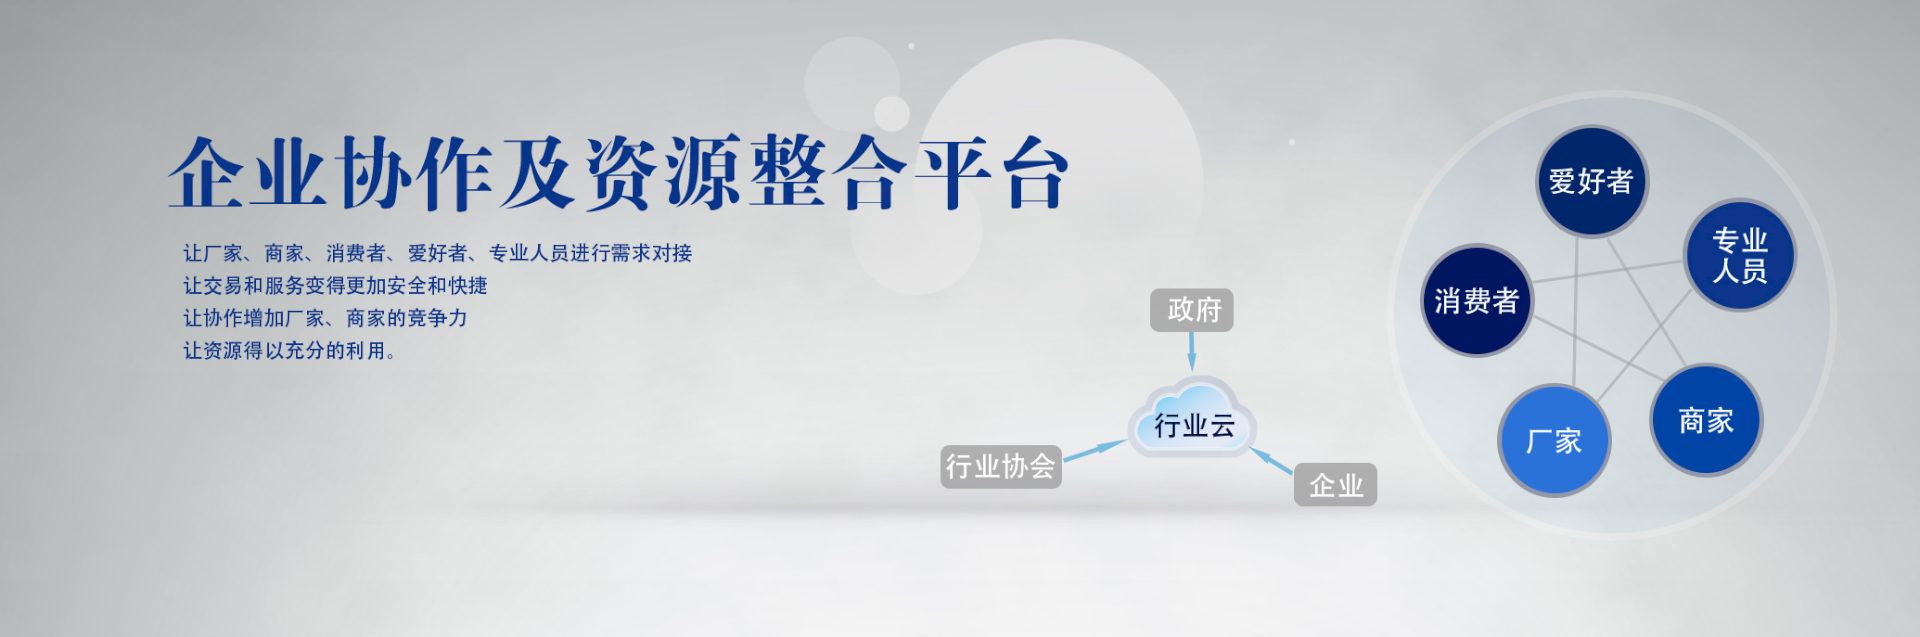 企业协作及资源整合平台
让厂家、商家、消费者、爱好者、专业人员进行需求对接
让交易和服务变得更加安全和快捷
让协作增加厂家、商家的竞争力
让资源得以充分的利用。
政府
行业云
行业协会
企业
爱好者
专业
人员
消费者
商家
厂家